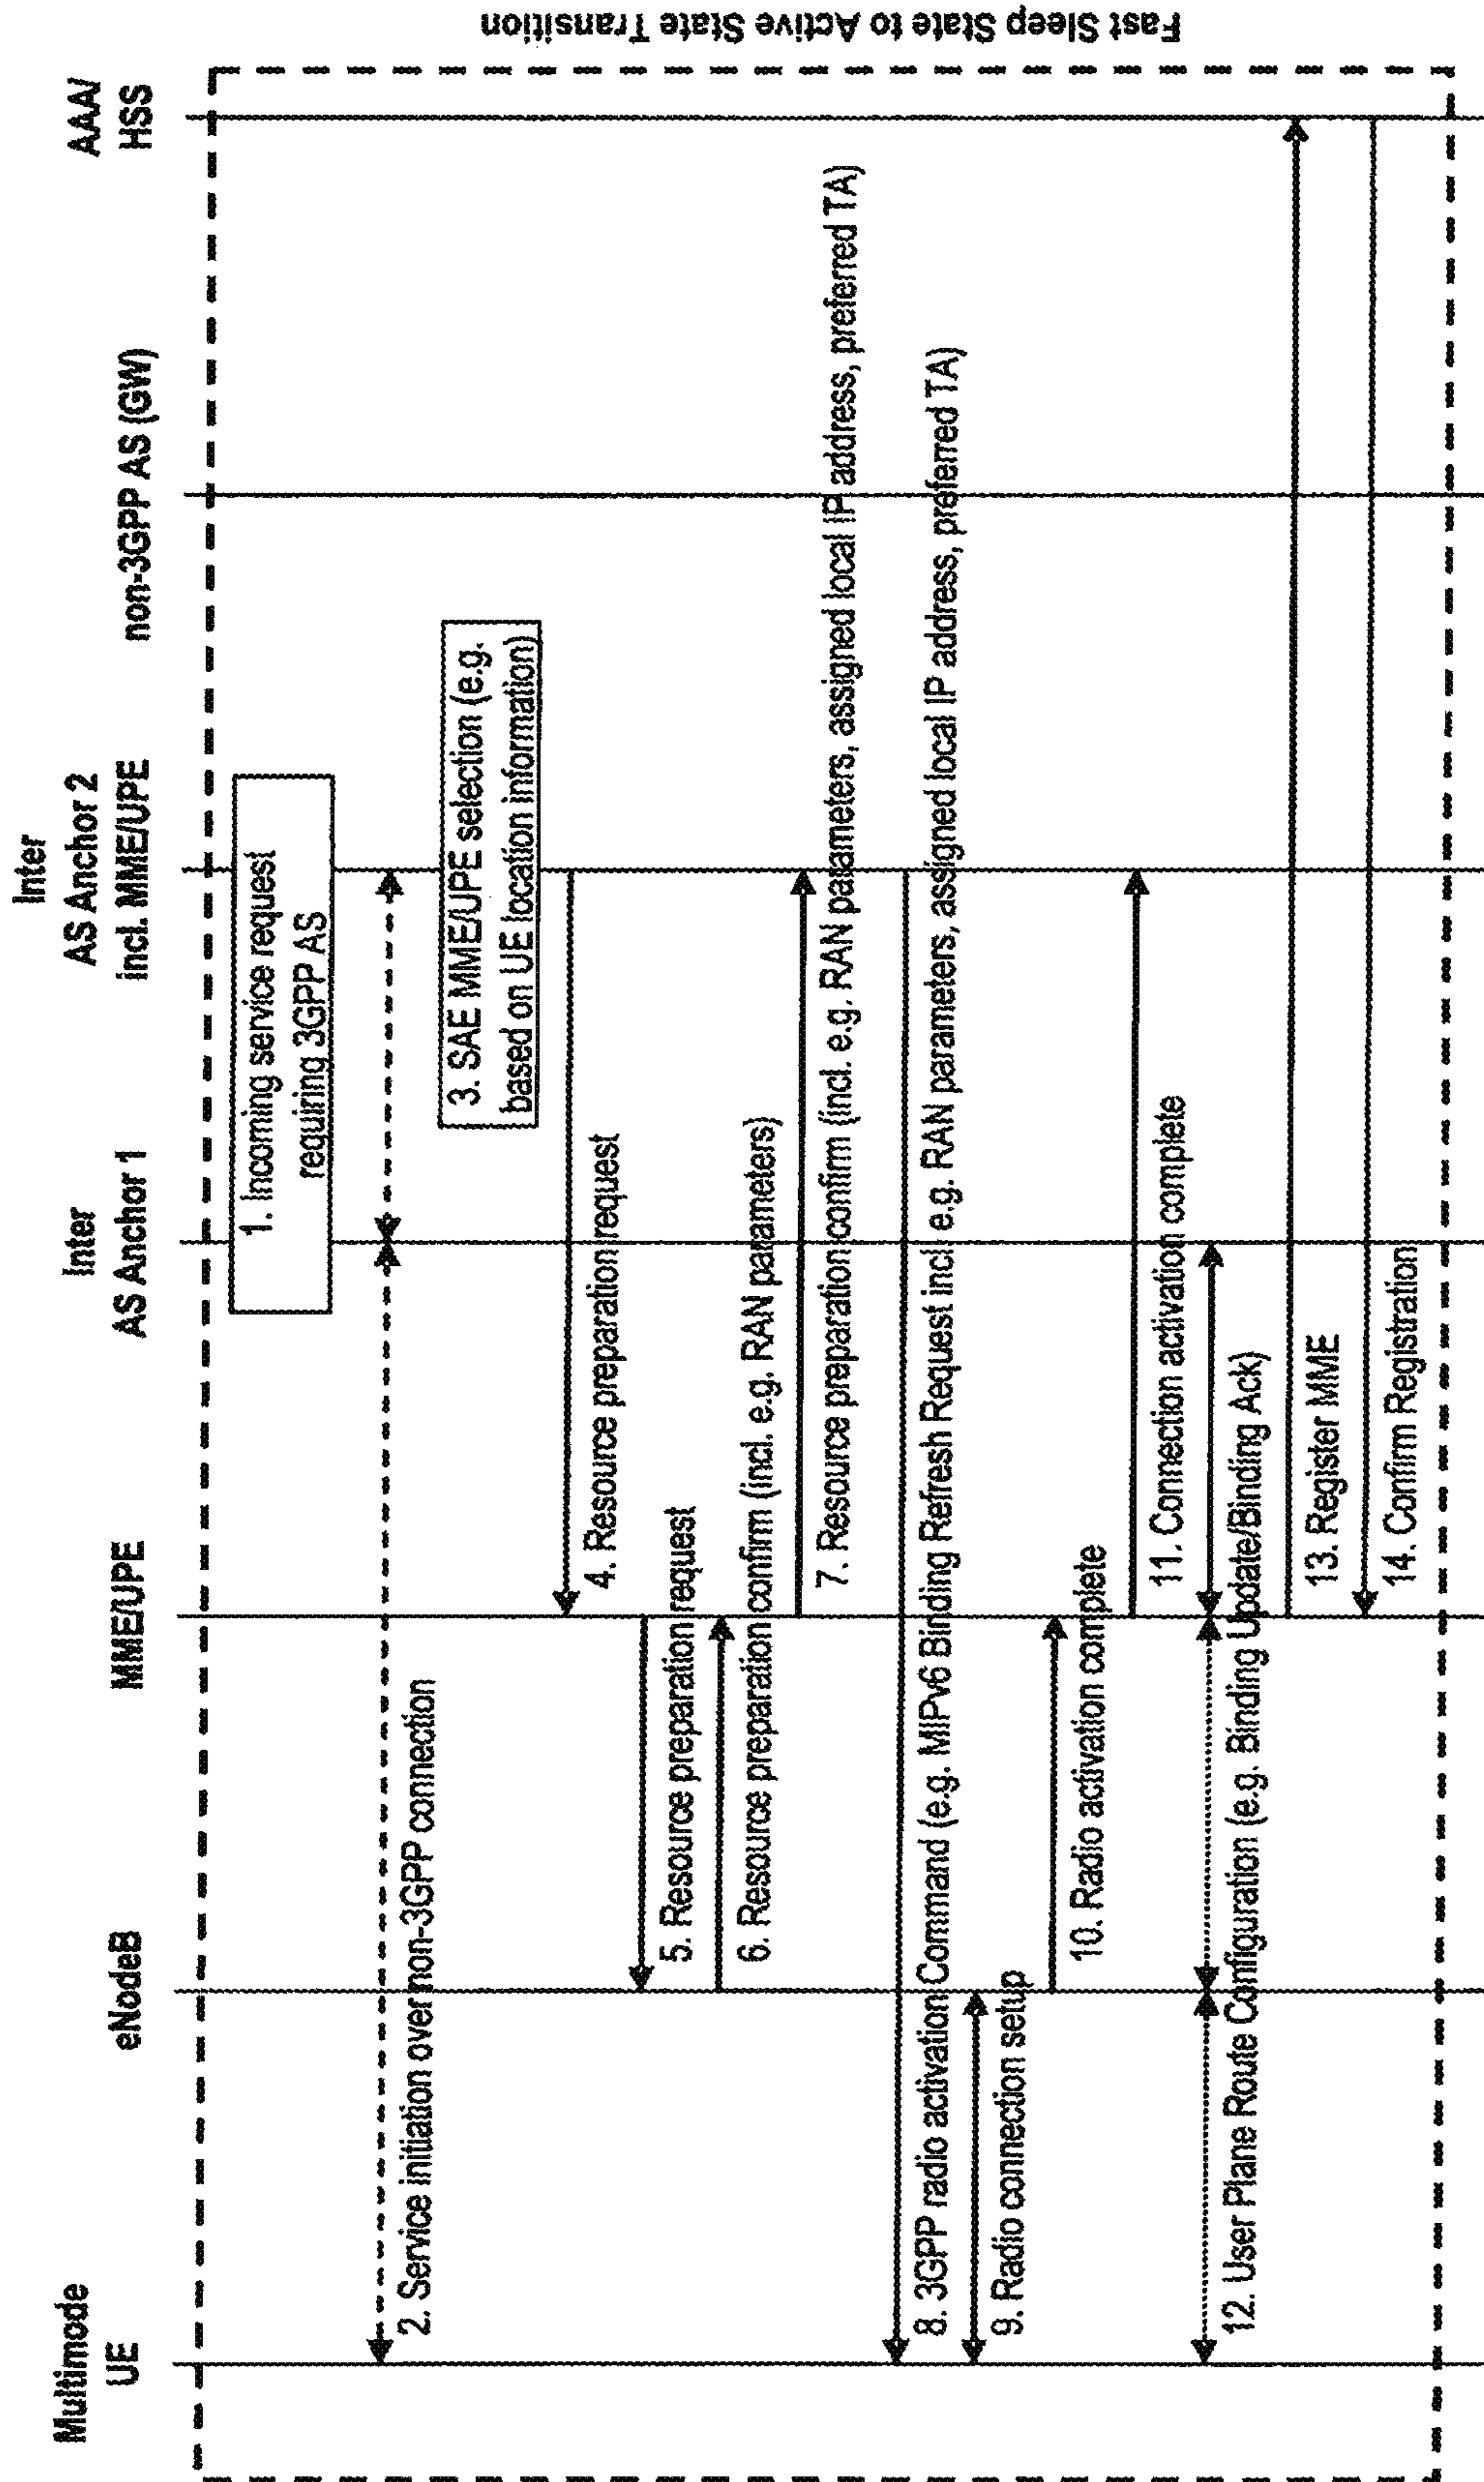 Multimode
UE
eNodeB
MME/UPE
Inter
AS Anchor 1
Inter
AS Anchor 2
incl. MME/UPE
non-3GPP AS (GW)
AAA/
HSS
1. Incoming service request
requiring 3GPP AS
2. Service initiation over non-3GPP connection
3. SAE MME/UPE selection (e.g.
based on UE location information)
4. Resource preparation request
5. Resource preparation request
6. Resource preparation confirm (incl. e.g. RAN parameters)
7. Resource preparation confirm (incl. e.g. RAN parameters, assigned local IP address, preferred TA)
8. 3GPP radio activation Command (e.g. MIPv6 Binding Refresh Request incl. e.g. RAN parameters, assigned local IP address, preferred TA)
9. Radio connection setup
10. Radio activation complete
11. Connection activation complete
12. User Plane Route Configuration (e.g. Binding Update/Binding Ack)
13. Register MME
14. Confirm Registration
Fast Sleep State to Active State Transition